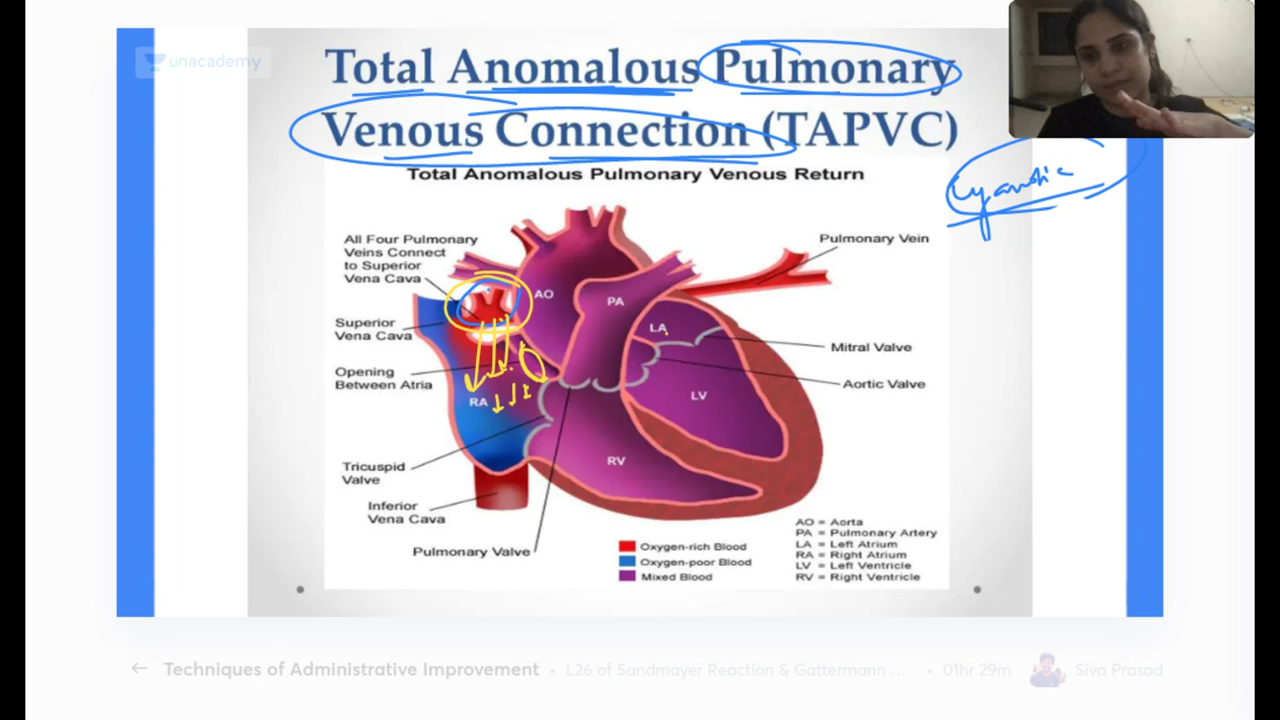 unacademy
Total Anomalous Pulmonary
Venous Connection (TAPVC)
Cyanotic
Total Anomalous Pulmonary Venous Return
All Four Pulmonary
Veins Connect
to Superior
Vena Cava
Pulmonary Vein
AO
PA
LA
Superior
Vena Cava
Mitral Valve
Opening
Between Atria
Aortic Valve
RA
LV
RV
Tricuspid
Valve
Inferior
Vena Cava
Pulmonary Valve
Oxygen-rich Blood
Oxygen-poor Blood
Mixed Blood
AO = Aorta
PA = Pulmonary Artery
LA = Left Atrium
RA = Right Atrium
LV = Left Ventricle
RV = Right Ventricle
← Techniques of Administrative Improvement • L26 of Sandmayer Reaction & Gattermann ... • 01hr 29m Siva Prasad